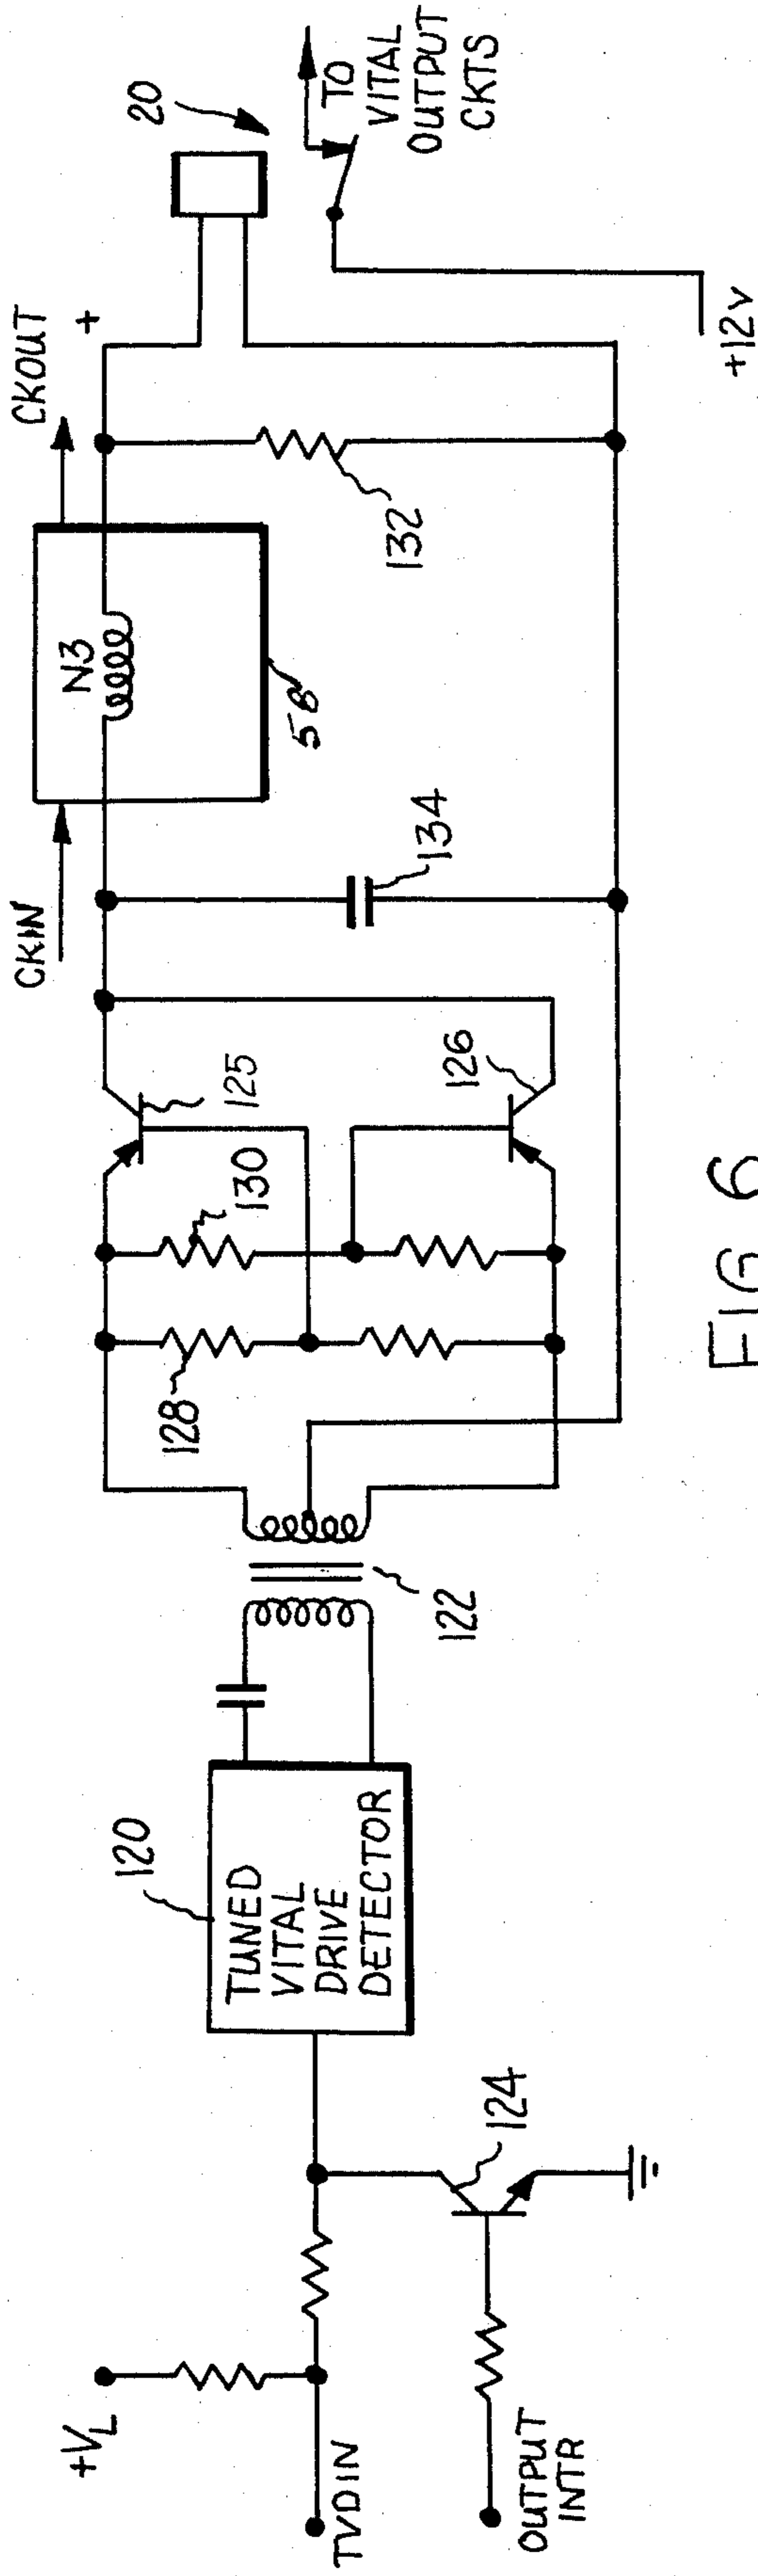 +VL
TVDIN
OUTPUT
INTR
124
120
TUNED
VITAL
DRIVE
DETECTOR
122
128
130
125
126
CKIN
134
N3
58
CKOUT
132
+
20
TO
VITAL
OUTPUT
CKTS
+12V
FIG 6